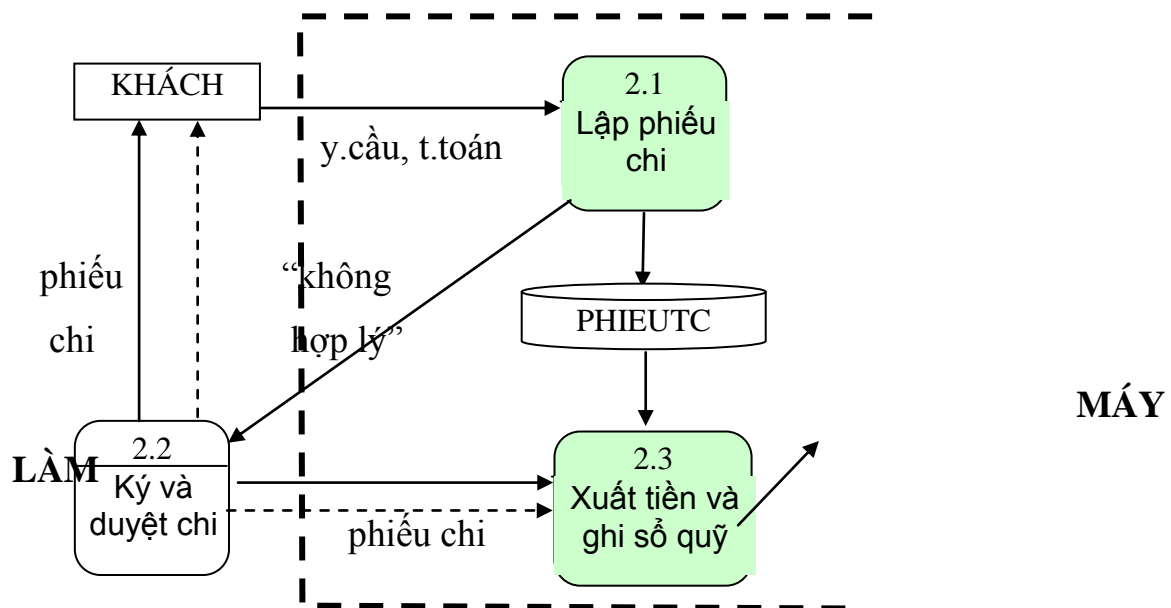 KHÁCH
2.1
Lập phiếu
chi
y.cầu, t.toán
phiếu
chi
“không
hợp lý”
PHIEUTC
MÁY
LÀM
2.2
Ký và
duyệt chi
phiếu chi
2.3
Xuất tiền và
ghi sổ quỹ